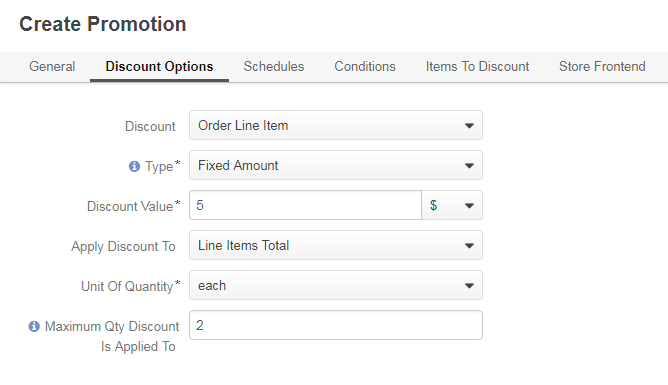 Create Promotion
General Discount Options Schedules Conditions Items To Discount Store Frontend
Discount Order Line Item
Type* Fixed Amount
Discount Value* 5 $
Apply Discount To Line Items Total
Unit Of Quantity* each
Maximum Qty Discount 2
Is Applied To